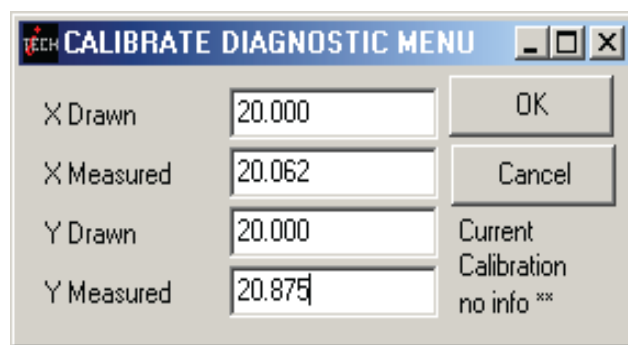 TECH CALIBRATE DIAGNOSTIC MENU
X Drawn 20.000 OK
X Measured 20.062 Cancel
Y Drawn 20.000 Current
Calibration
Y Measured 20.875 no info **